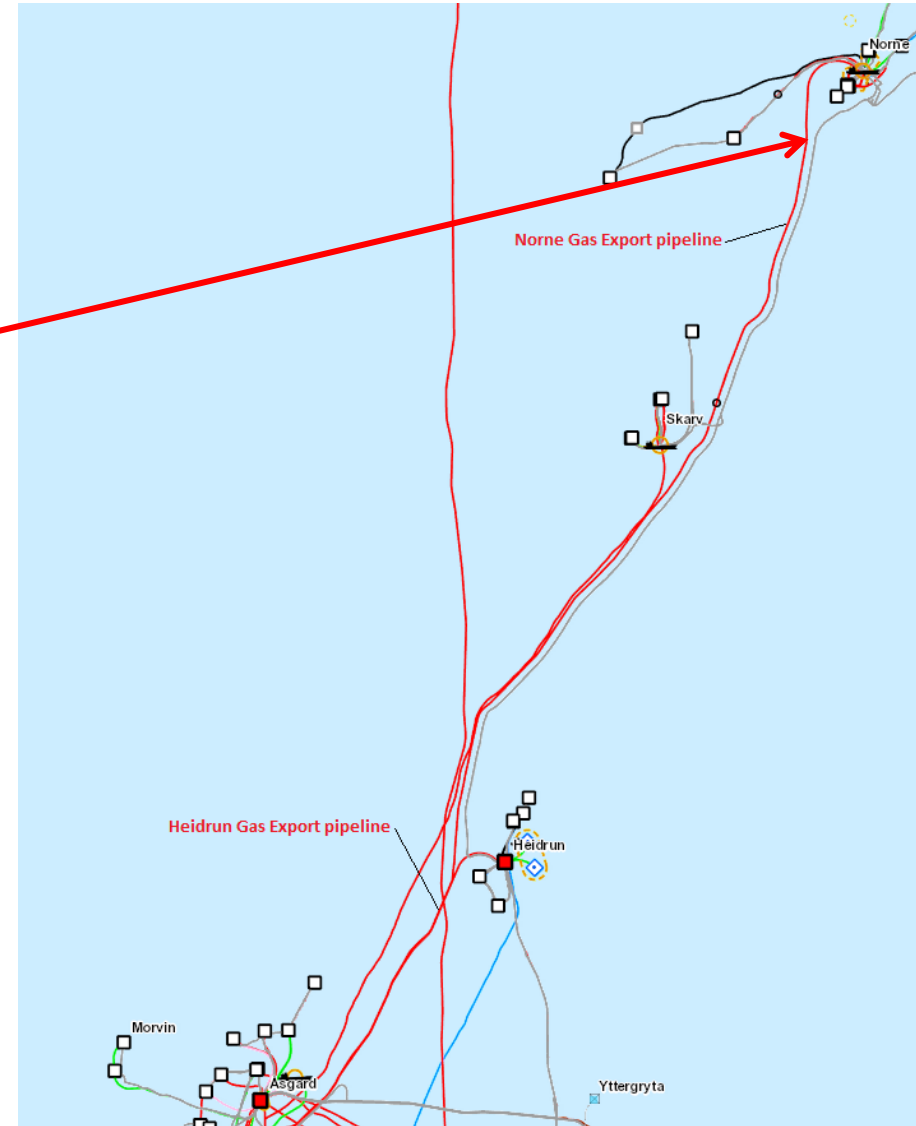 Norne
Norne Gas Export pipeline
Skarv
Heidrun Gas Export pipeline
Heidrun
Morvin
Åsgard
Yttergryta